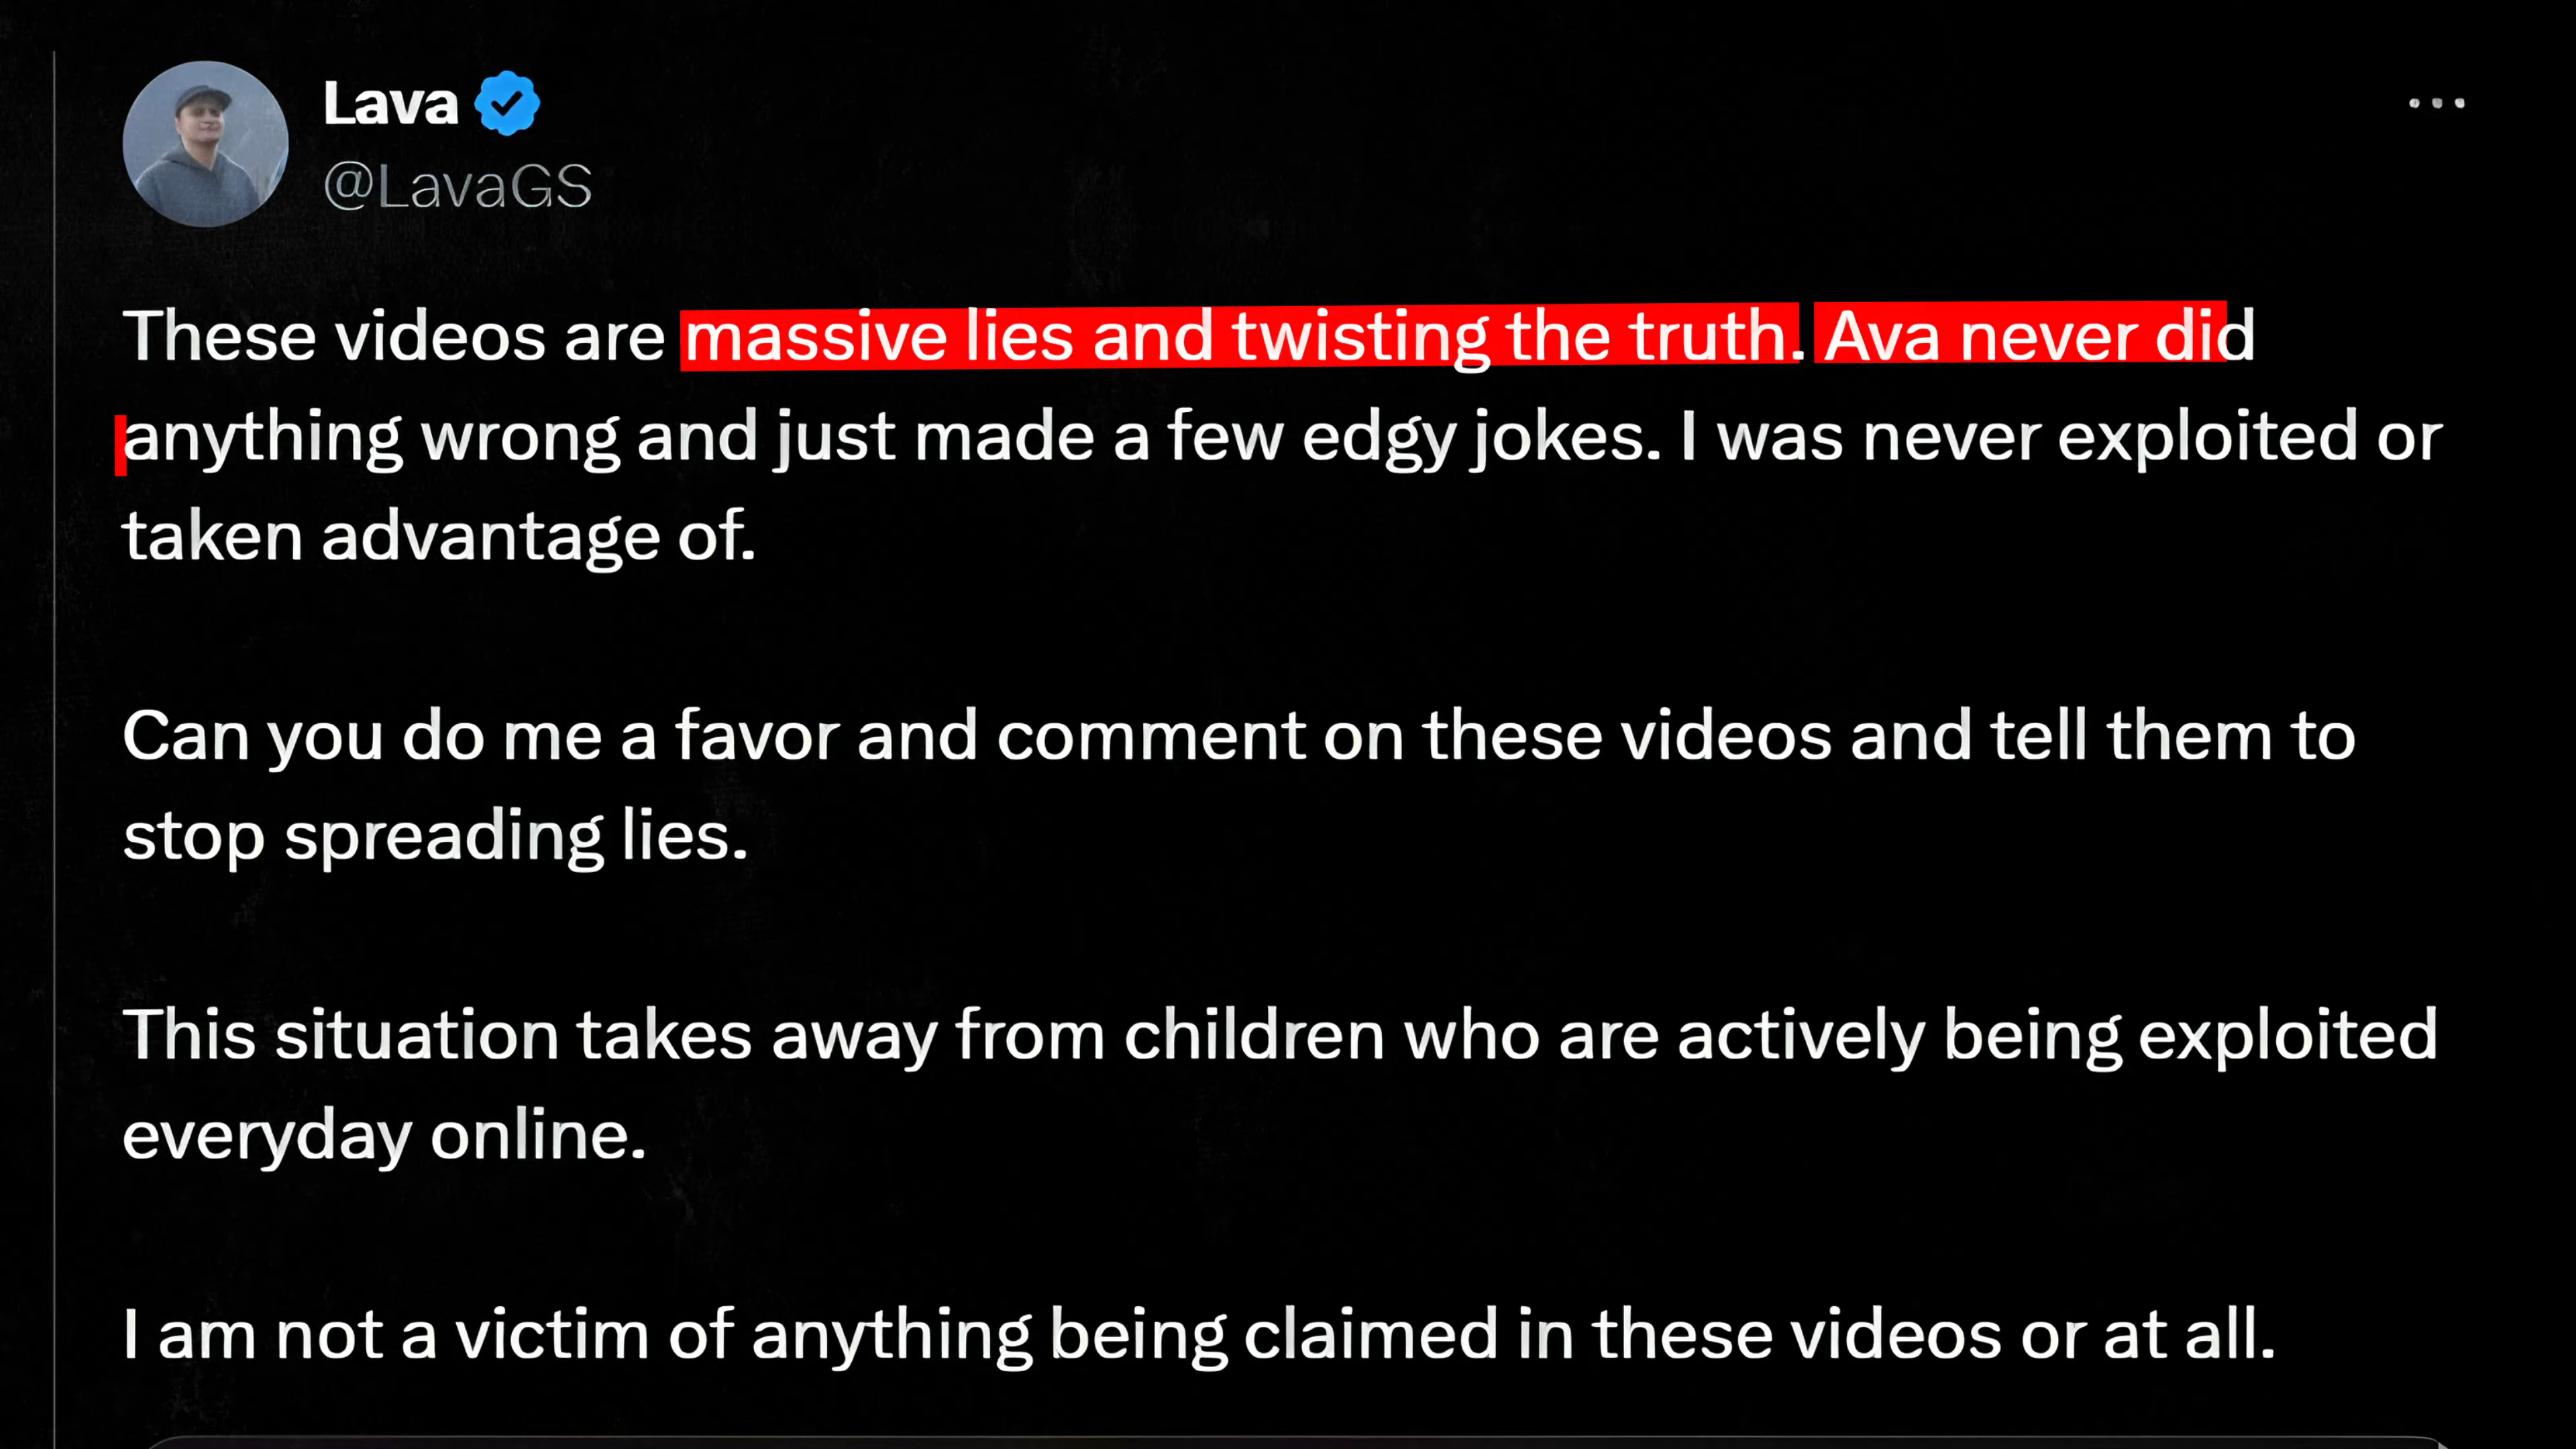 Lava
@LavaGS
These videos are massive lies and twisting the truth. Ava never did
anything wrong and just made a few edgy jokes. I was never exploited or
taken advantage of.
Can you do me a favor and comment on these videos and tell them to
stop spreading lies.
This situation takes away from children who are actively being exploited
everyday online.
I am not a victim of anything being claimed in these videos or at all.